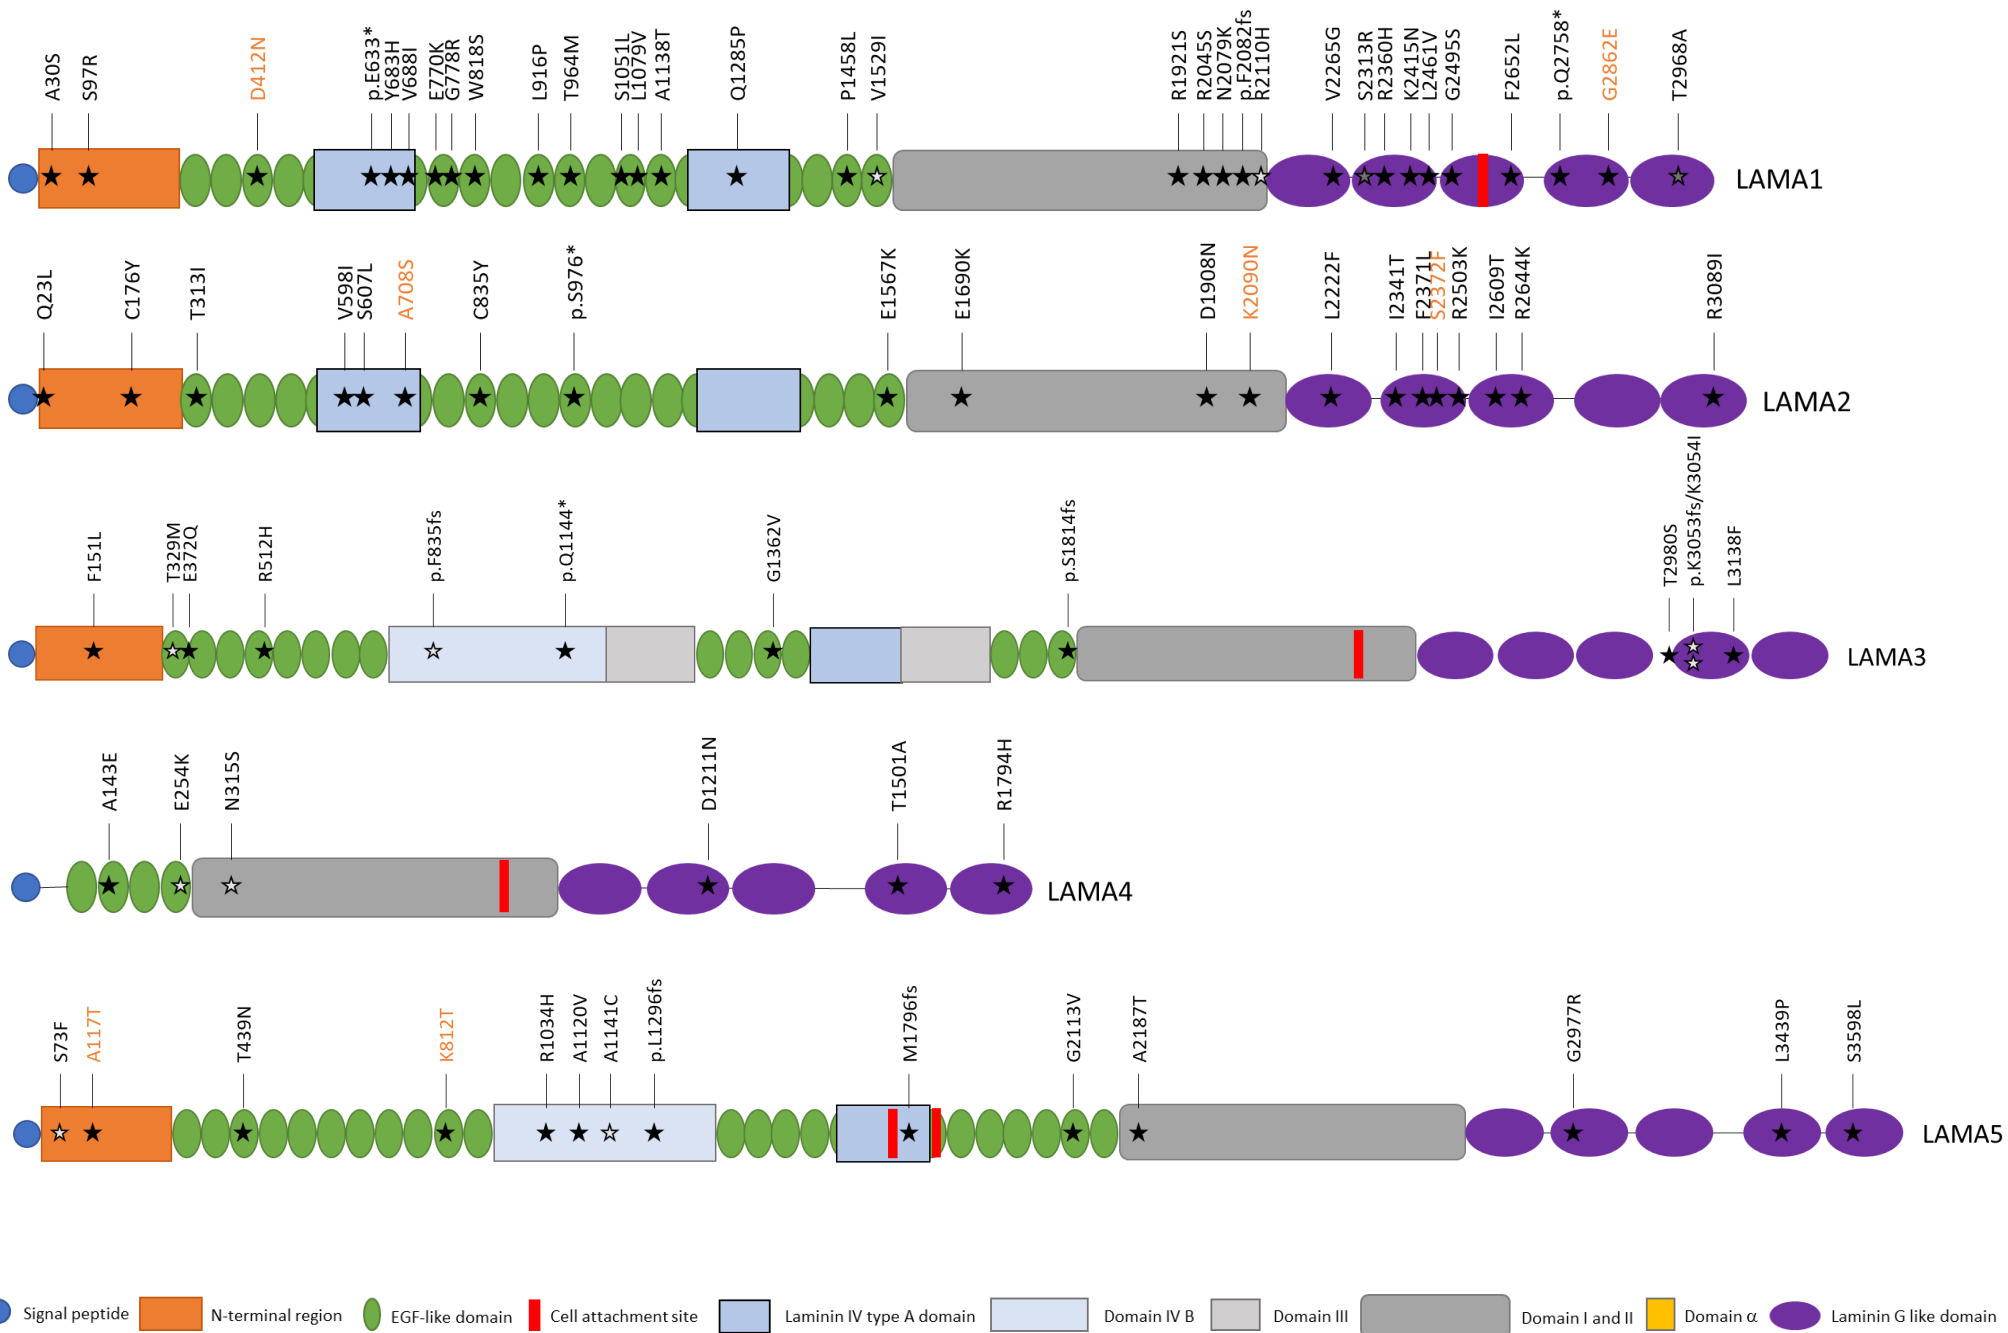 A30S S97R D412N p.E633* Y683H V688I E770K G778R W818S L916P T964M S1051L L1079V A1138T Q1285P P1458L V1529I R1921S R2045S N2079K p.F2082fs R2110H V2265G S2313R R2360H K2415N L2461V G2495S F2652L p.Q2758* G2862E T2968A
LAMA1
Q23L C176Y T313I V598I S607L A708S C835Y p.S976* E1567K E1690K D1908N K2090N L2222F I2341T F2371L S2372F R2503K I2609T R2644K R3089I
LAMA2
F151L T329M E372Q R512H p.F835fs p.Q1144* G1362V p.S1814fs T2980S p.K3053fs/K3054I L3138F
LAMA3
A143E E254K N315S D1211N T1501A R1794H
LAMA4
S73F A117T T439N K812T R1034H A1120V A1141C p.L1296fs M1796fs G2113V A2187T G2977R L3439P S3598L
LAMA5
Signal peptide N-terminal region EGF-like domain Cell attachment site Laminin IV type A domain Domain IV B Domain III Domain I and II Domain α Laminin G like domain